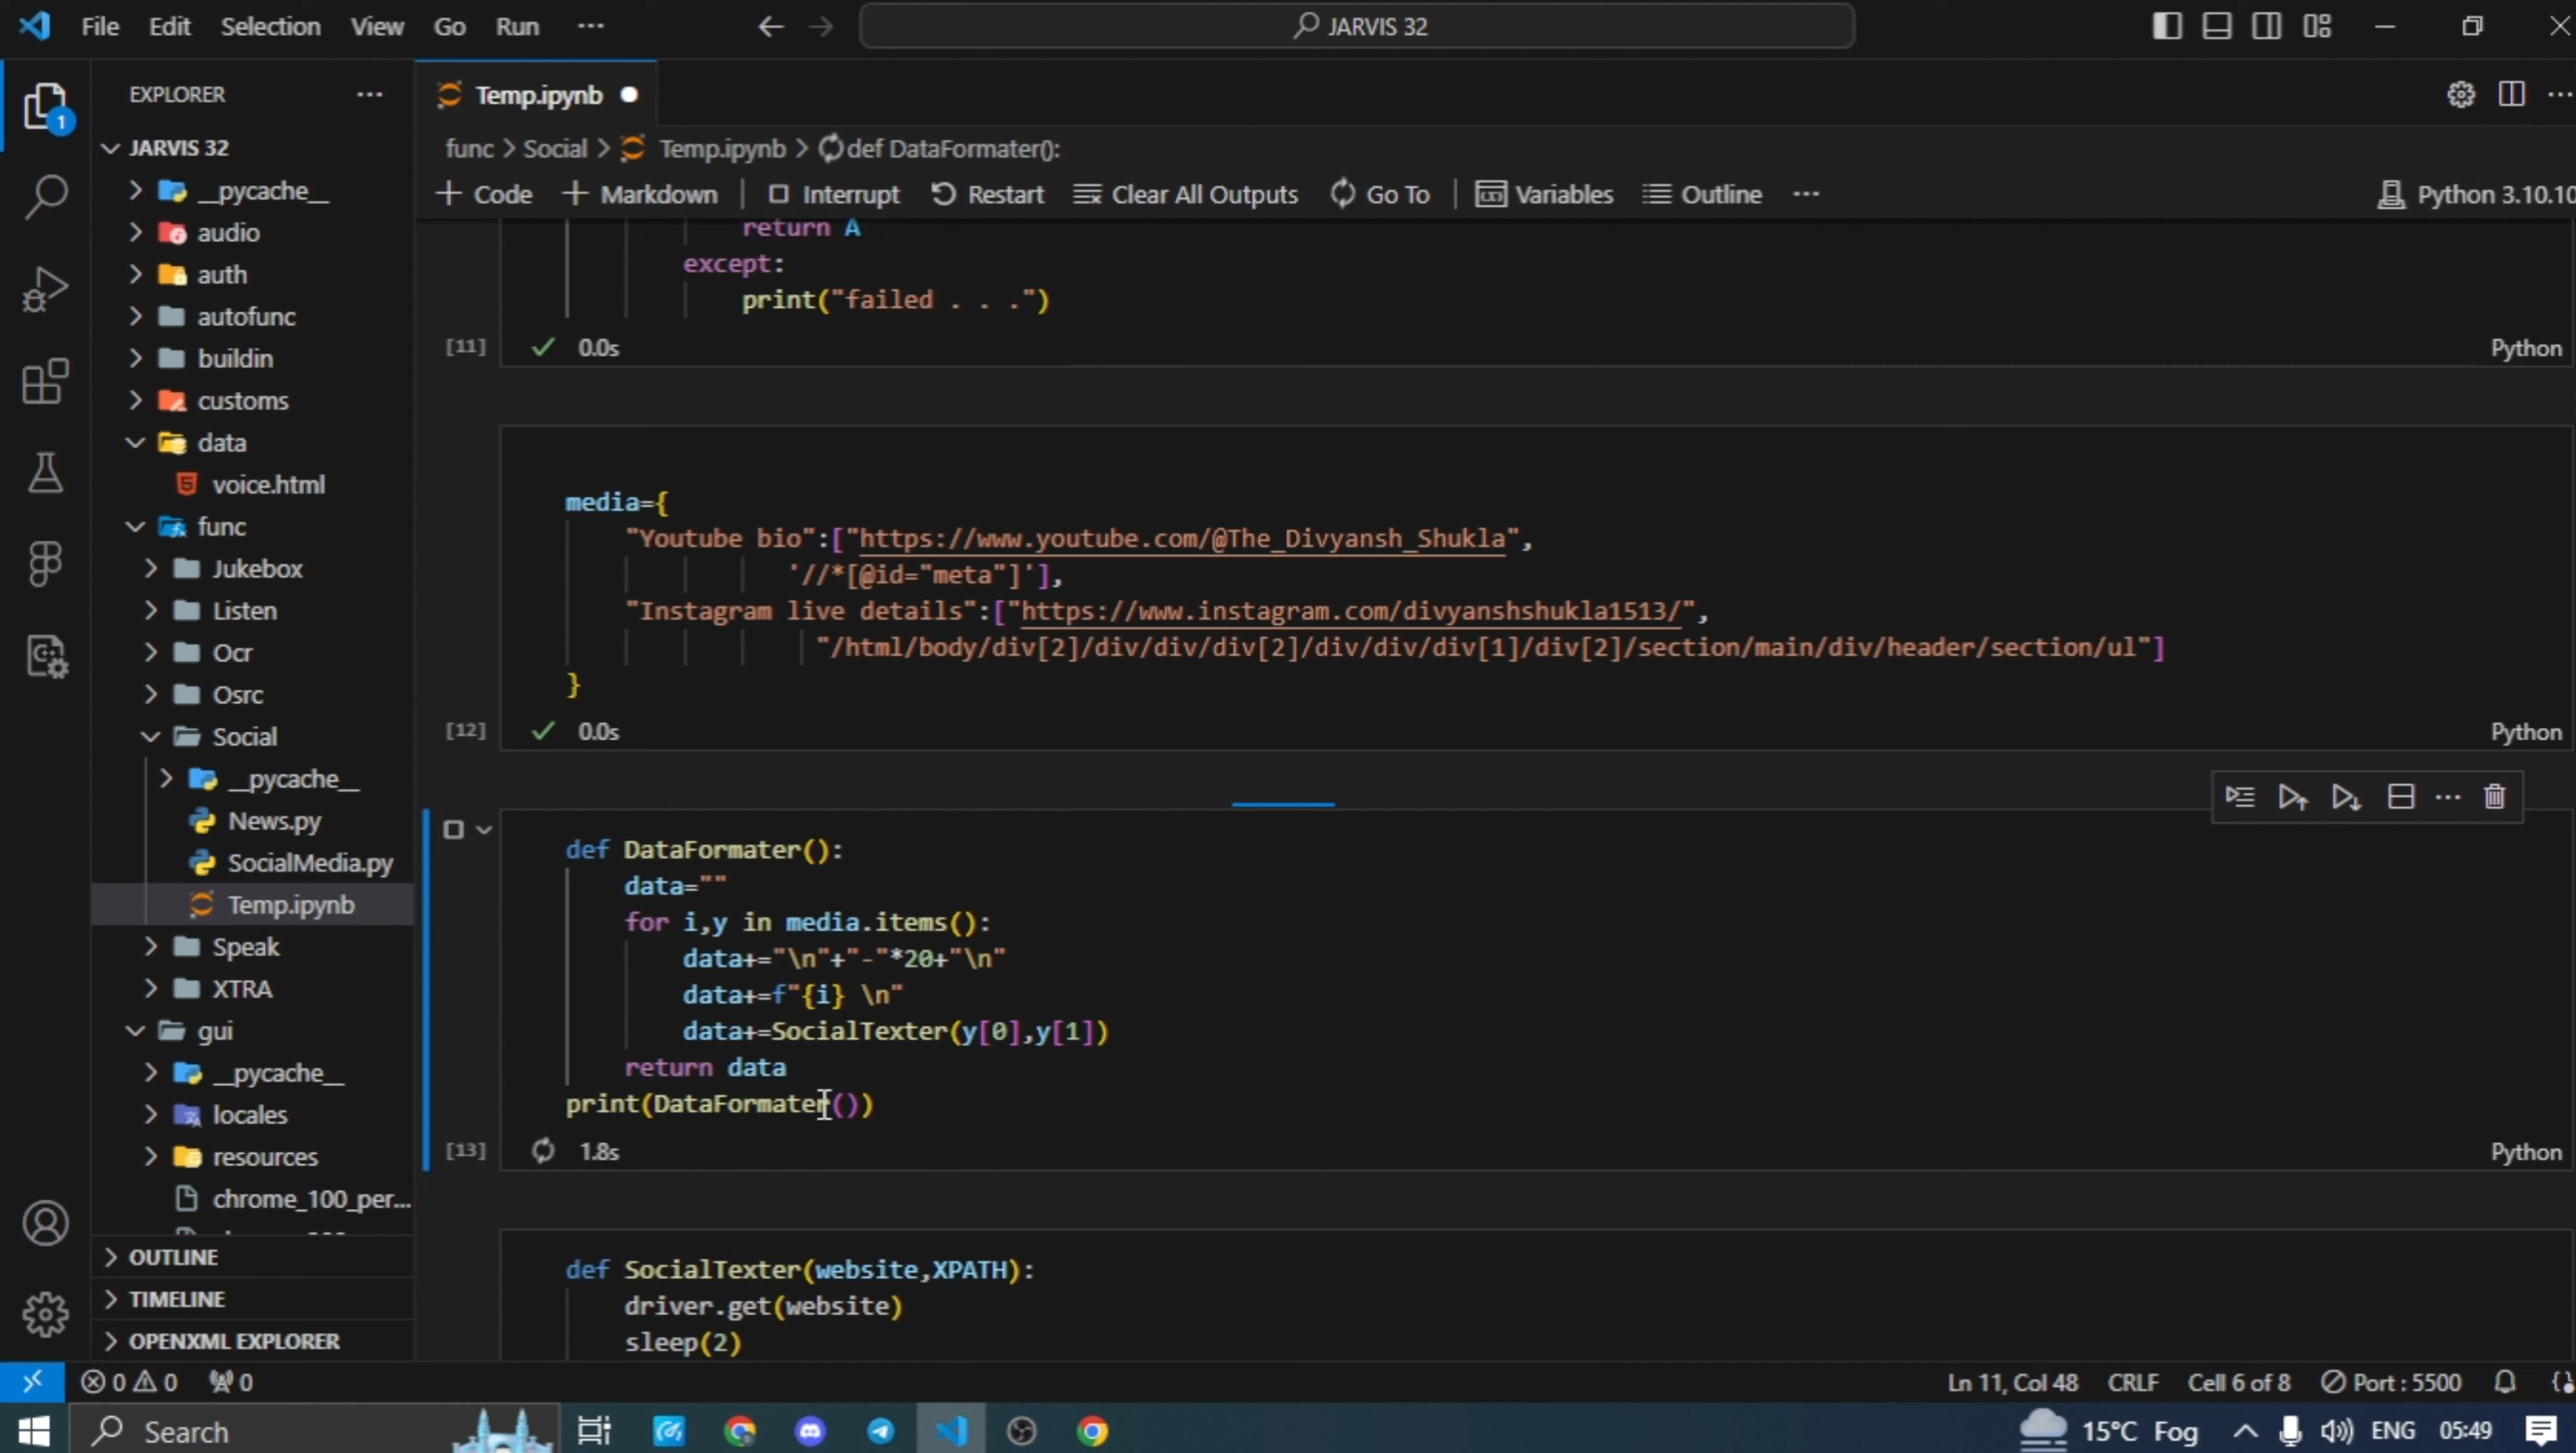 File Edit Selection View Go Run ··· JARVIS 32
EXPLORER ···
Temp.ipynb
1
JARVIS 32
func > Social > Temp.ipynb > def DataFormater():
__pycache__
+ Code + Markdown Interrupt Restart Clear All Outputs Go To Variables Outline ··· Python 3.10.10
audio
return A
auth
except:
autofunc
print("failed . . .")
buildin
[11] 0.0s Python
customs
data
voice.html
media={
func
"Youtube bio":["https://www.youtube.com/@The_Divyansh_Shukla",
Jukebox
'//*[@id="meta"]'],
Listen
"Instagram live details":["https://www.instagram.com/divyanshshukla1513/",
Ocr
"/html/body/div[2]/div/div/div[2]/div/div/div[1]/div[2]/section/main/div/header/section/ul"]
Osrc
}
Social
[12] 0.0s Python
__pycache__
News.py
def DataFormater():
SocialMedia.py
data=""
Temp.ipynb
for i,y in media.items():
Speak
data+="\n"+"-"*20+"\n"
XTRA
data+=f"{i} \n"
gui
data+=SocialTexter(y[0],y[1])
__pycache__
return data
locales
print(DataFormater())
resources
[13] 1.8s Python
chrome_100_per...
OUTLINE
def SocialTexter(website,XPATH):
TIMELINE
driver.get(website)
OPENXML EXPLORER
sleep(2)
0 0 0 Ln 11, Col 48 CRLF Cell 6 of 8 Port : 5500
Search 15°C Fog ENG 05:49